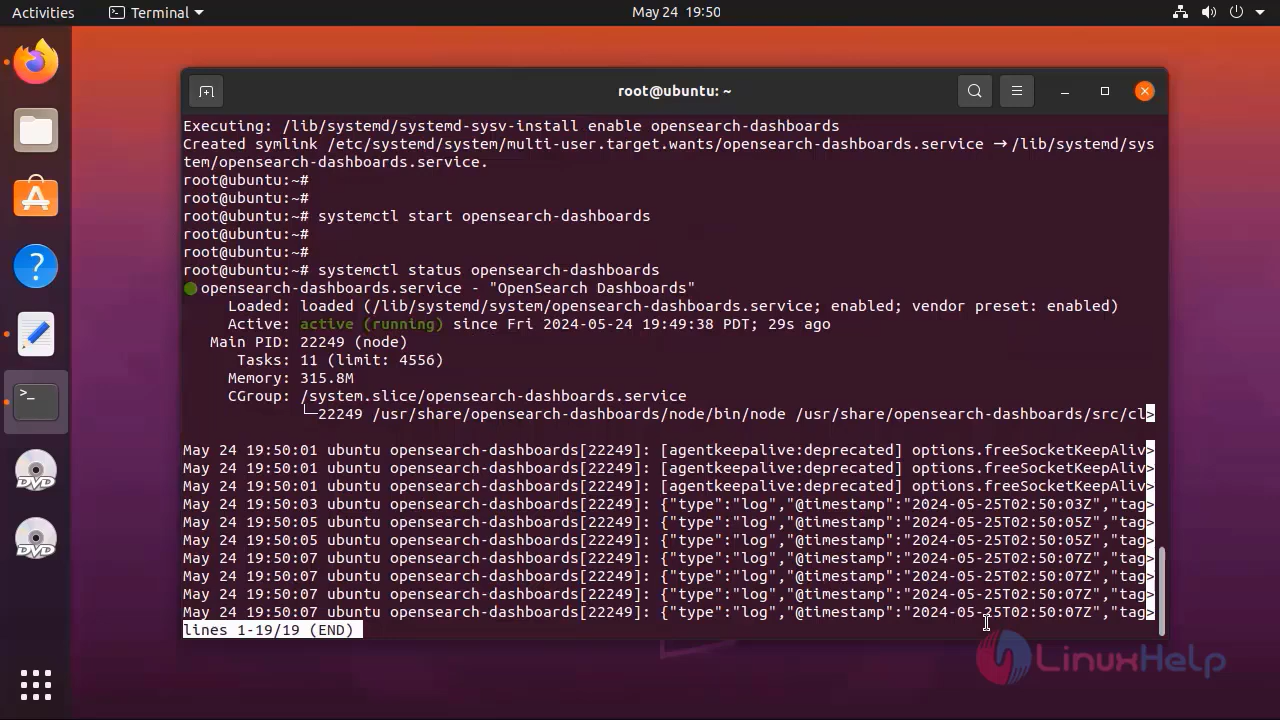 Activities
Terminal
May 24 19:50
root@ubuntu: ~
Executing: /lib/systemd/systemd-sysv-install enable opensearch-dashboards
Created symlink /etc/systemd/system/multi-user.target.wants/opensearch-dashboards.service → /lib/systemd/sys
tem/opensearch-dashboards.service.
root@ubuntu:~#
root@ubuntu:~#
root@ubuntu:~# systemctl start opensearch-dashboards
root@ubuntu:~#
root@ubuntu:~#
root@ubuntu:~# systemctl status opensearch-dashboards
● opensearch-dashboards.service - "OpenSearch Dashboards"
Loaded: loaded (/lib/systemd/system/opensearch-dashboards.service; enabled; vendor preset: enabled)
Active: active (running) since Fri 2024-05-24 19:49:38 PDT; 29s ago
Main PID: 22249 (node)
Tasks: 11 (limit: 4556)
Memory: 315.8M
CGroup: /system.slice/opensearch-dashboards.service
└─22249 /usr/share/opensearch-dashboards/node/bin/node /usr/share/opensearch-dashboards/src/cl>
May 24 19:50:01 ubuntu opensearch-dashboards[22249]: [agentkeepalive:deprecated] options.freeSocketKeepAliv>
May 24 19:50:01 ubuntu opensearch-dashboards[22249]: [agentkeepalive:deprecated] options.freeSocketKeepAliv>
May 24 19:50:01 ubuntu opensearch-dashboards[22249]: [agentkeepalive:deprecated] options.freeSocketKeepAliv>
May 24 19:50:03 ubuntu opensearch-dashboards[22249]: {"type":"log","@timestamp":"2024-05-25T02:50:03Z","tag>
May 24 19:50:05 ubuntu opensearch-dashboards[22249]: {"type":"log","@timestamp":"2024-05-25T02:50:05Z","tag>
May 24 19:50:05 ubuntu opensearch-dashboards[22249]: {"type":"log","@timestamp":"2024-05-25T02:50:05Z","tag>
May 24 19:50:07 ubuntu opensearch-dashboards[22249]: {"type":"log","@timestamp":"2024-05-25T02:50:07Z","tag>
May 24 19:50:07 ubuntu opensearch-dashboards[22249]: {"type":"log","@timestamp":"2024-05-25T02:50:07Z","tag>
May 24 19:50:07 ubuntu opensearch-dashboards[22249]: {"type":"log","@timestamp":"2024-05-25T02:50:07Z","tag>
May 24 19:50:07 ubuntu opensearch-dashboards[22249]: {"type":"log","@timestamp":"2024-05-25T02:50:07Z","tag>
lines 1-19/19 (END)
LinuxHelp
DVD
DVD